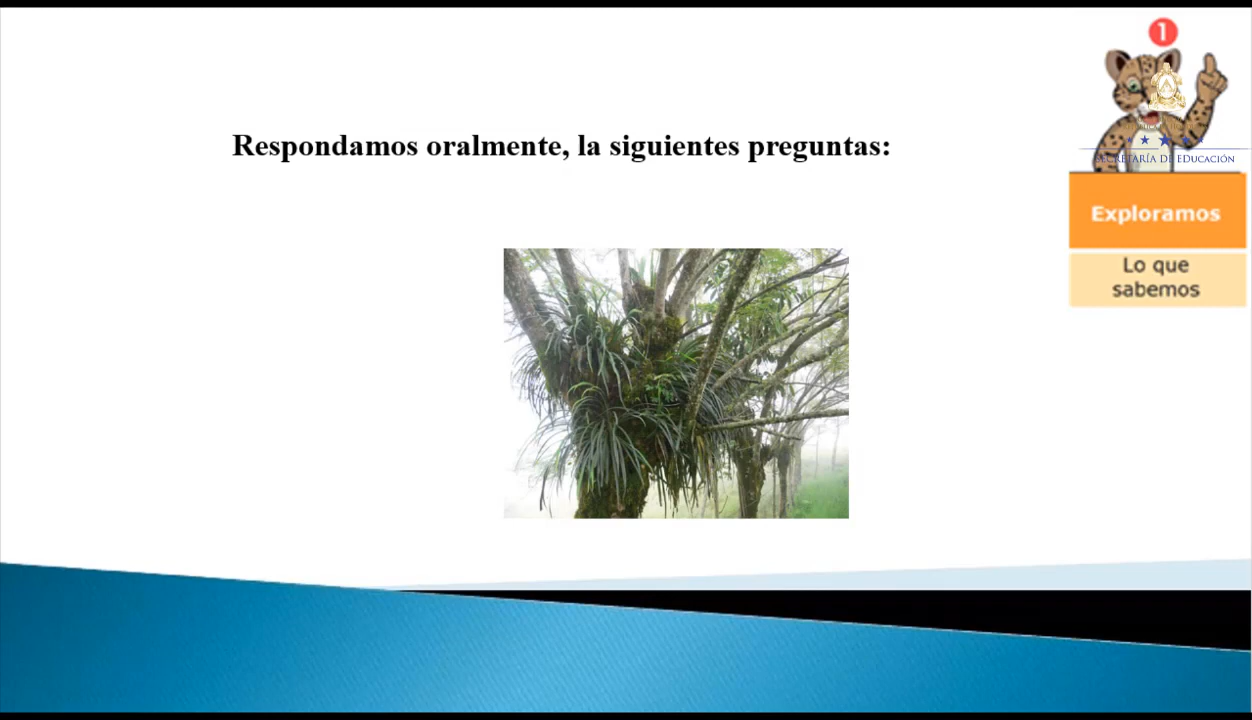 1
Respondamos oralmente, la siguientes preguntas:
SECRETARÍA DE EDUCACIÓN
Exploramos
Lo que
sabemos